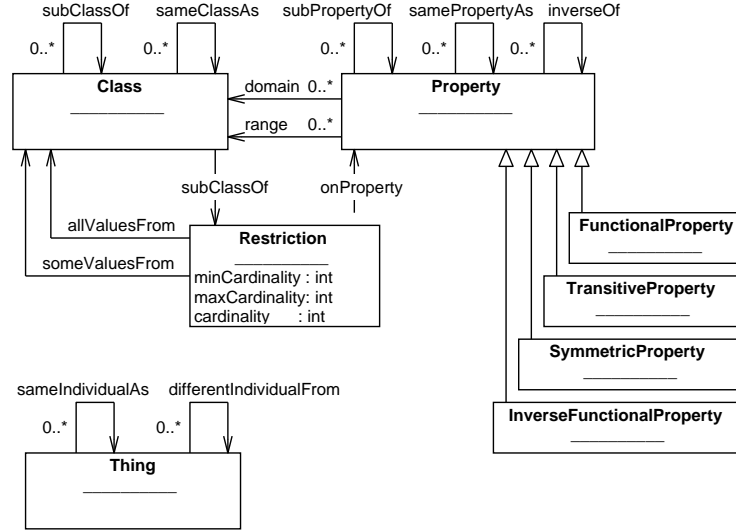 subClassOf sameClassAs subPropertyOf samePropertyAs inverseOf
0..* 0..* 0..* 0..* 0..*
Class domain 0..* Property
range 0..*
subClassOf onProperty
allValuesFrom
someValuesFrom
Restriction
minCardinality : int
maxCardinality: int
cardinality : int
FunctionalProperty
TransitiveProperty
SymmetricProperty
InverseFunctionalProperty
sameIndividualAs differentIndividualFrom
0..* 0..*
Thing